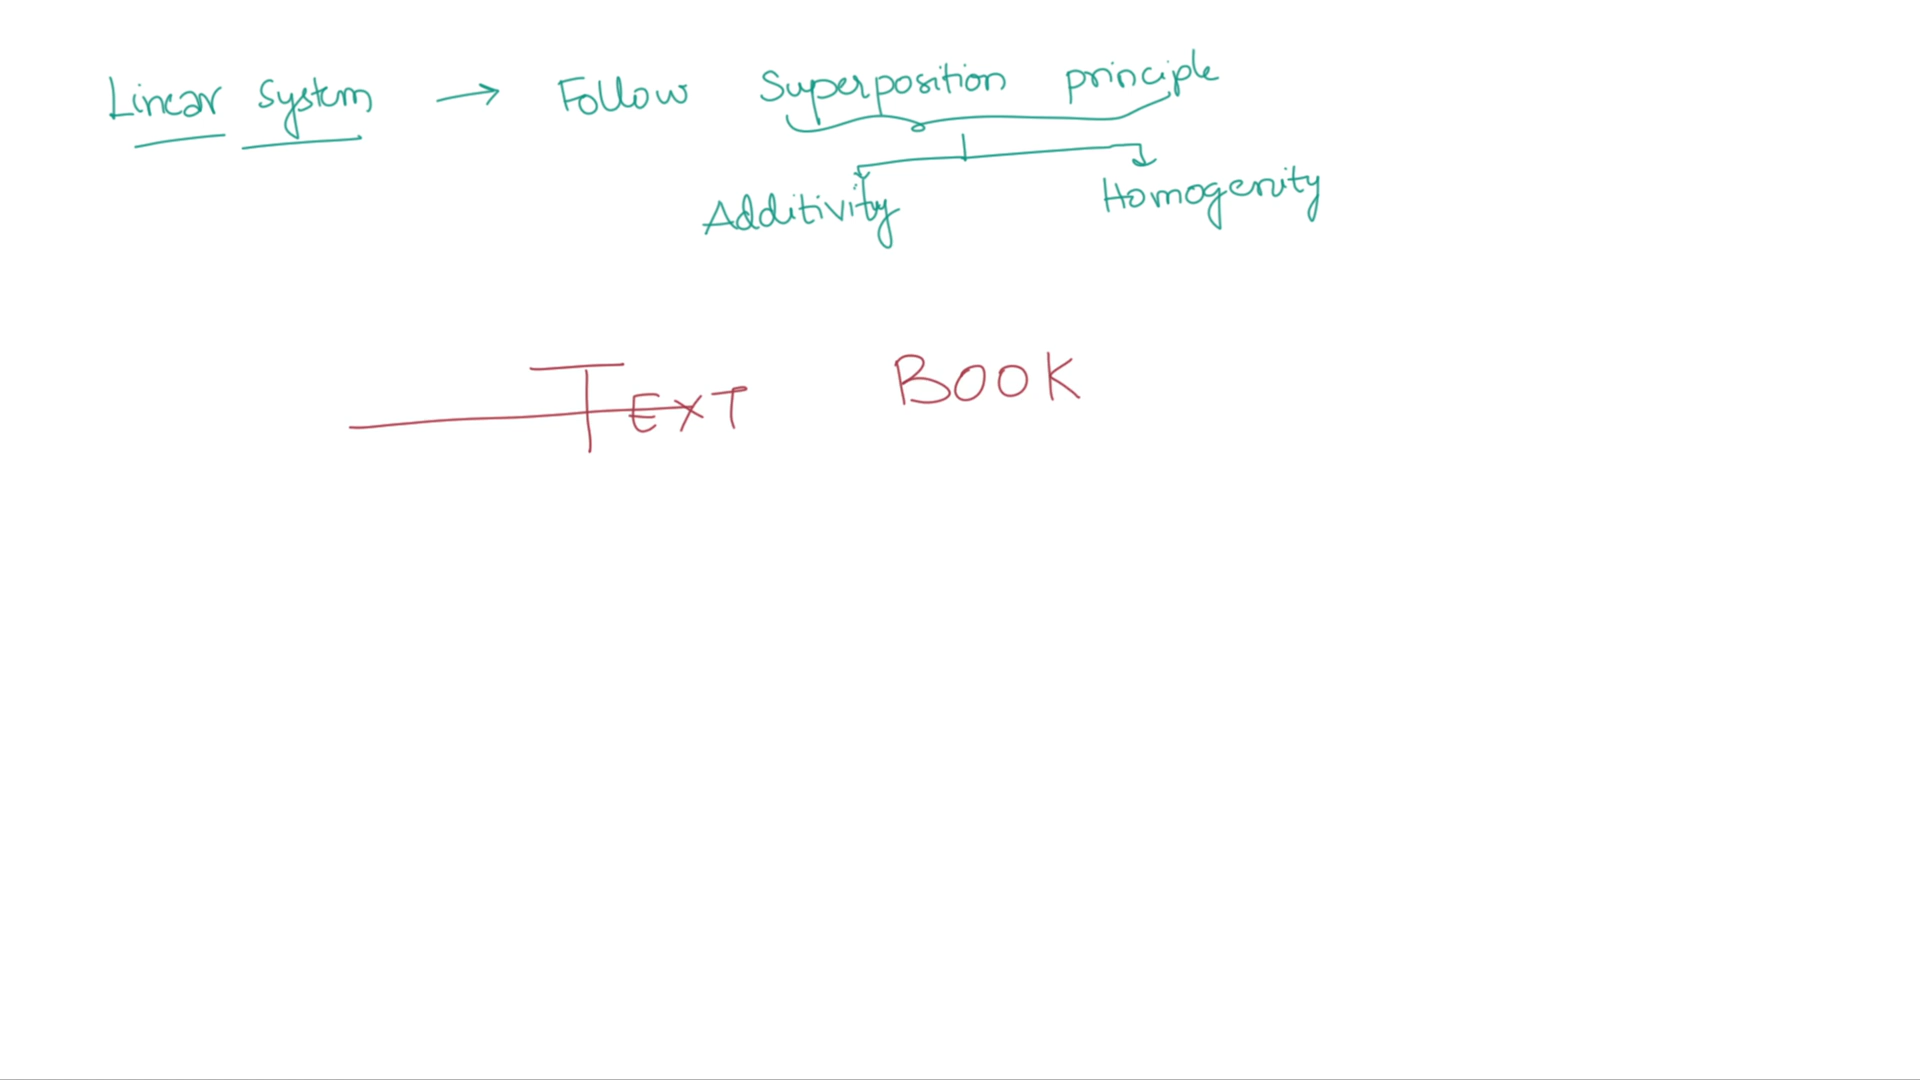 Linear System → Follow Superposition principle
Additivity Homogenity
TEXT BOOK